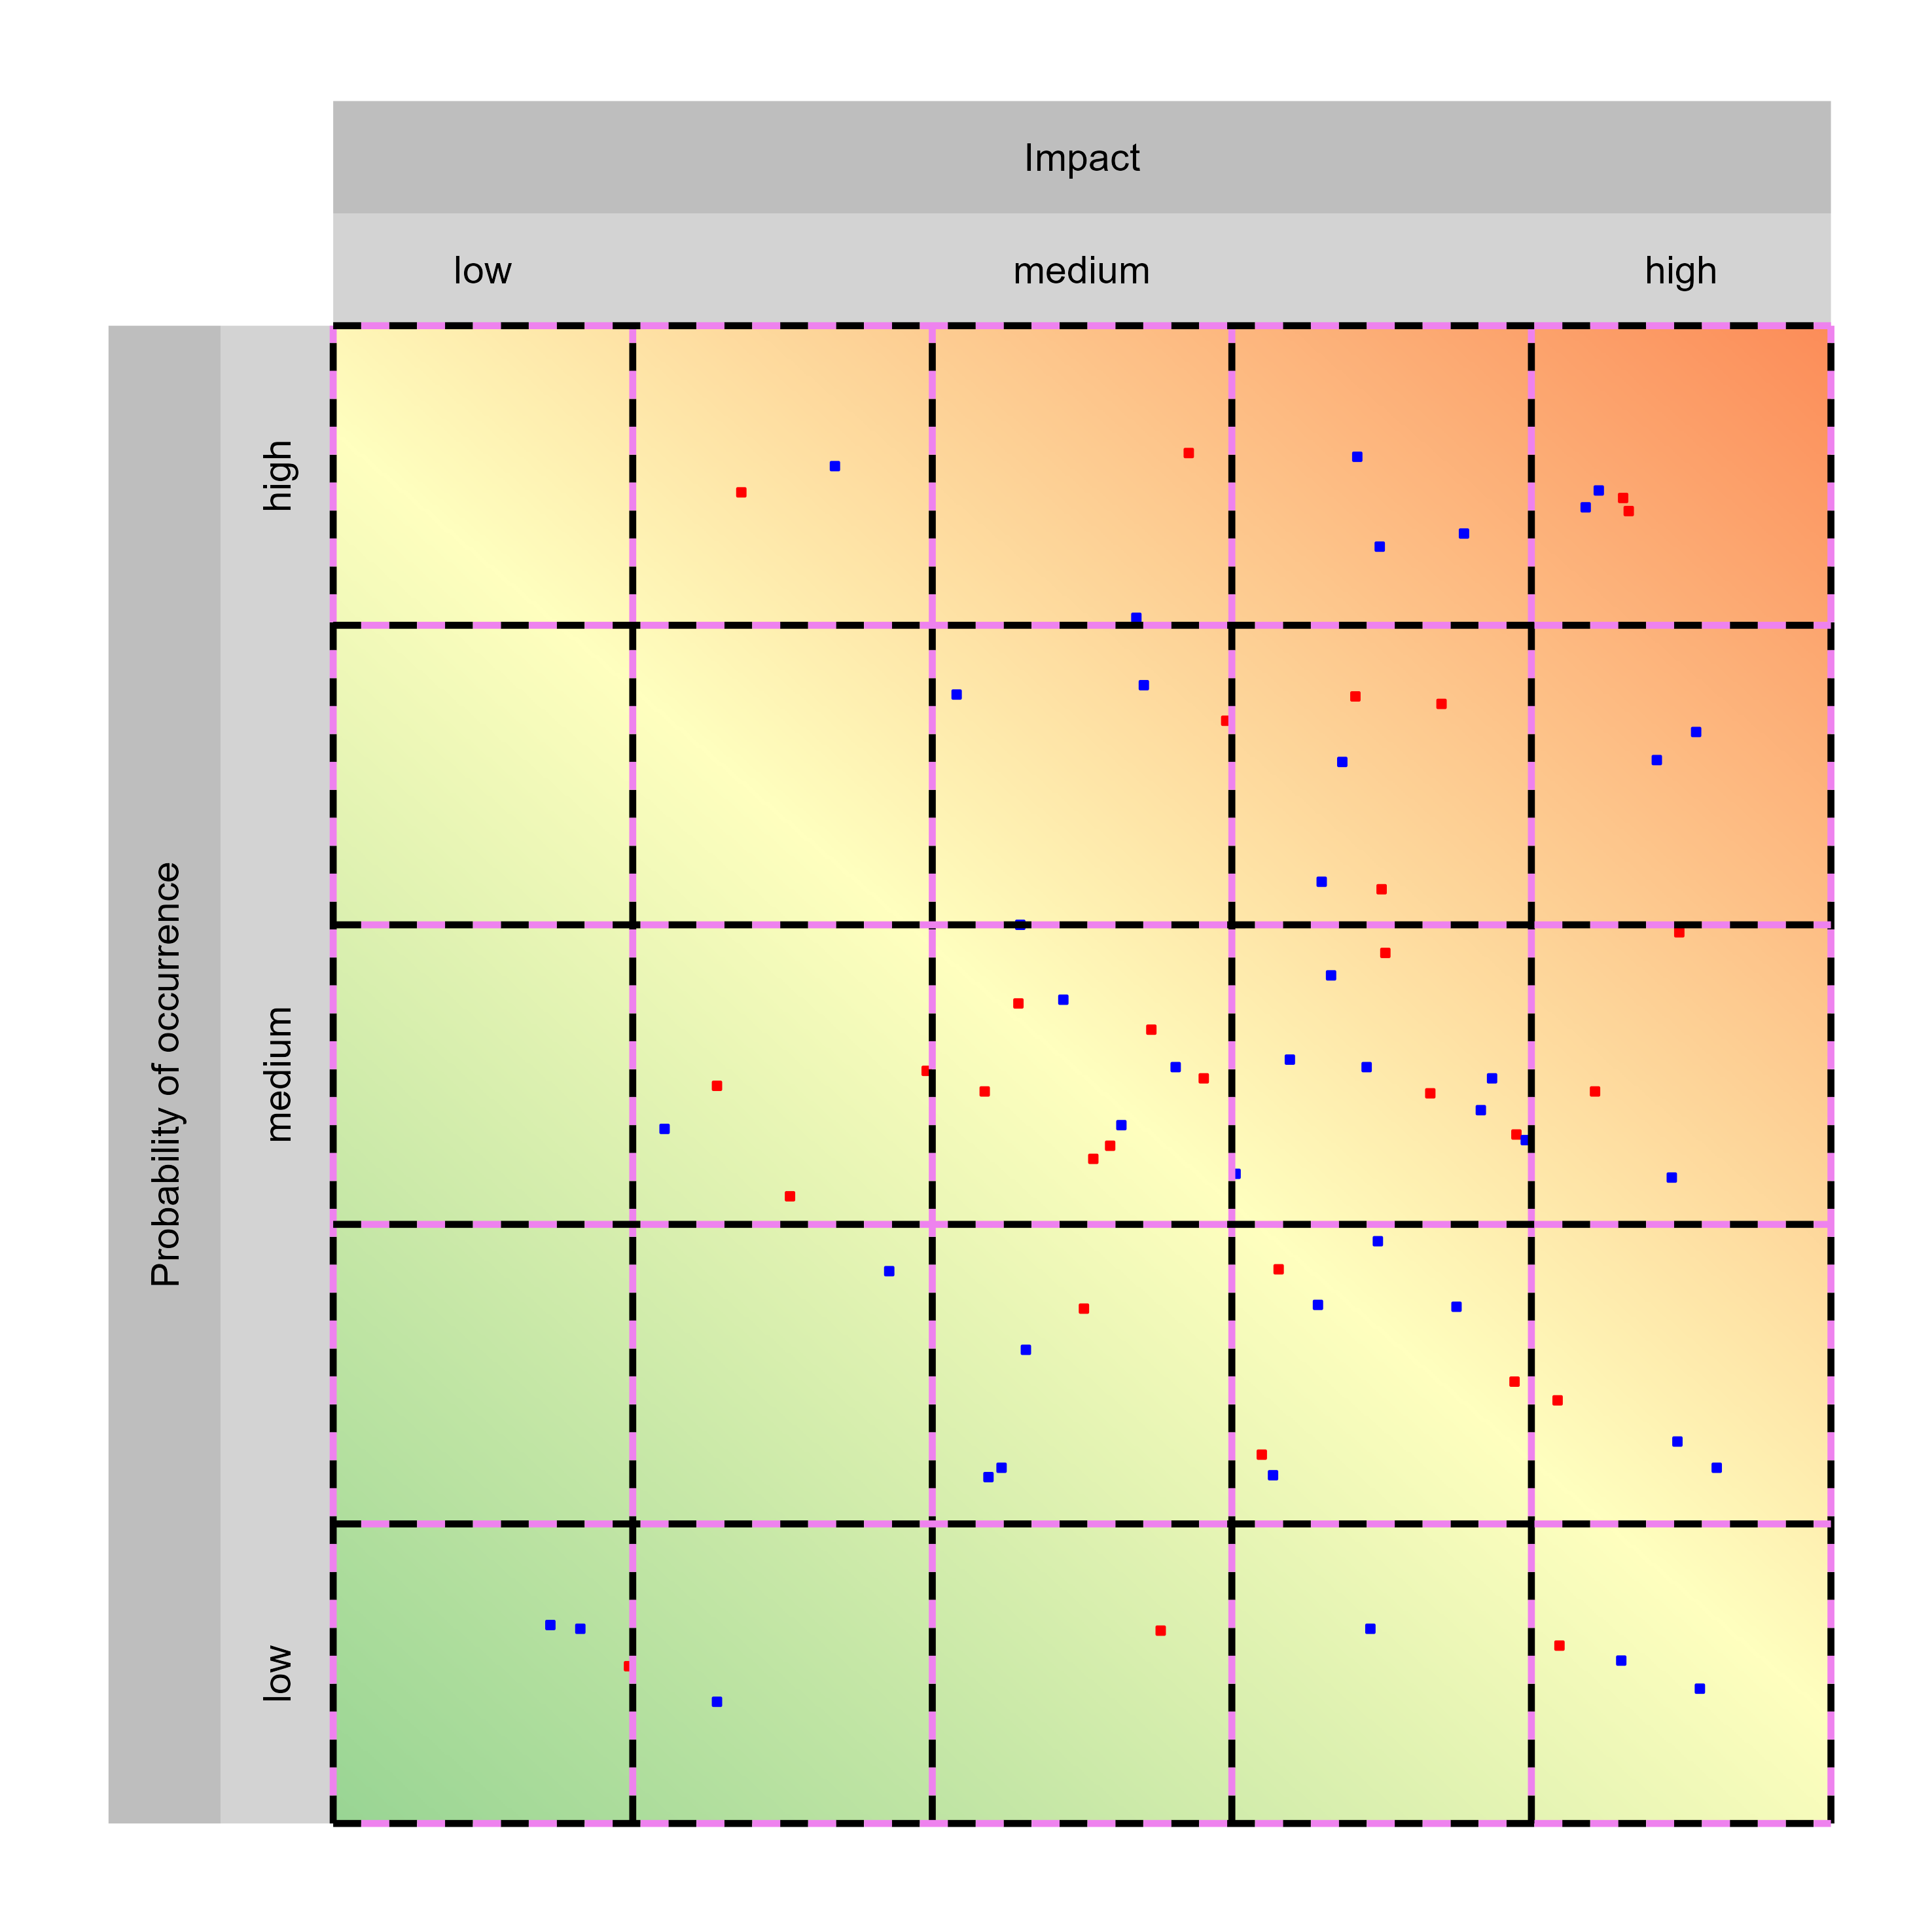 Impact
low
medium
high
Probability of occurrence
high
medium
low